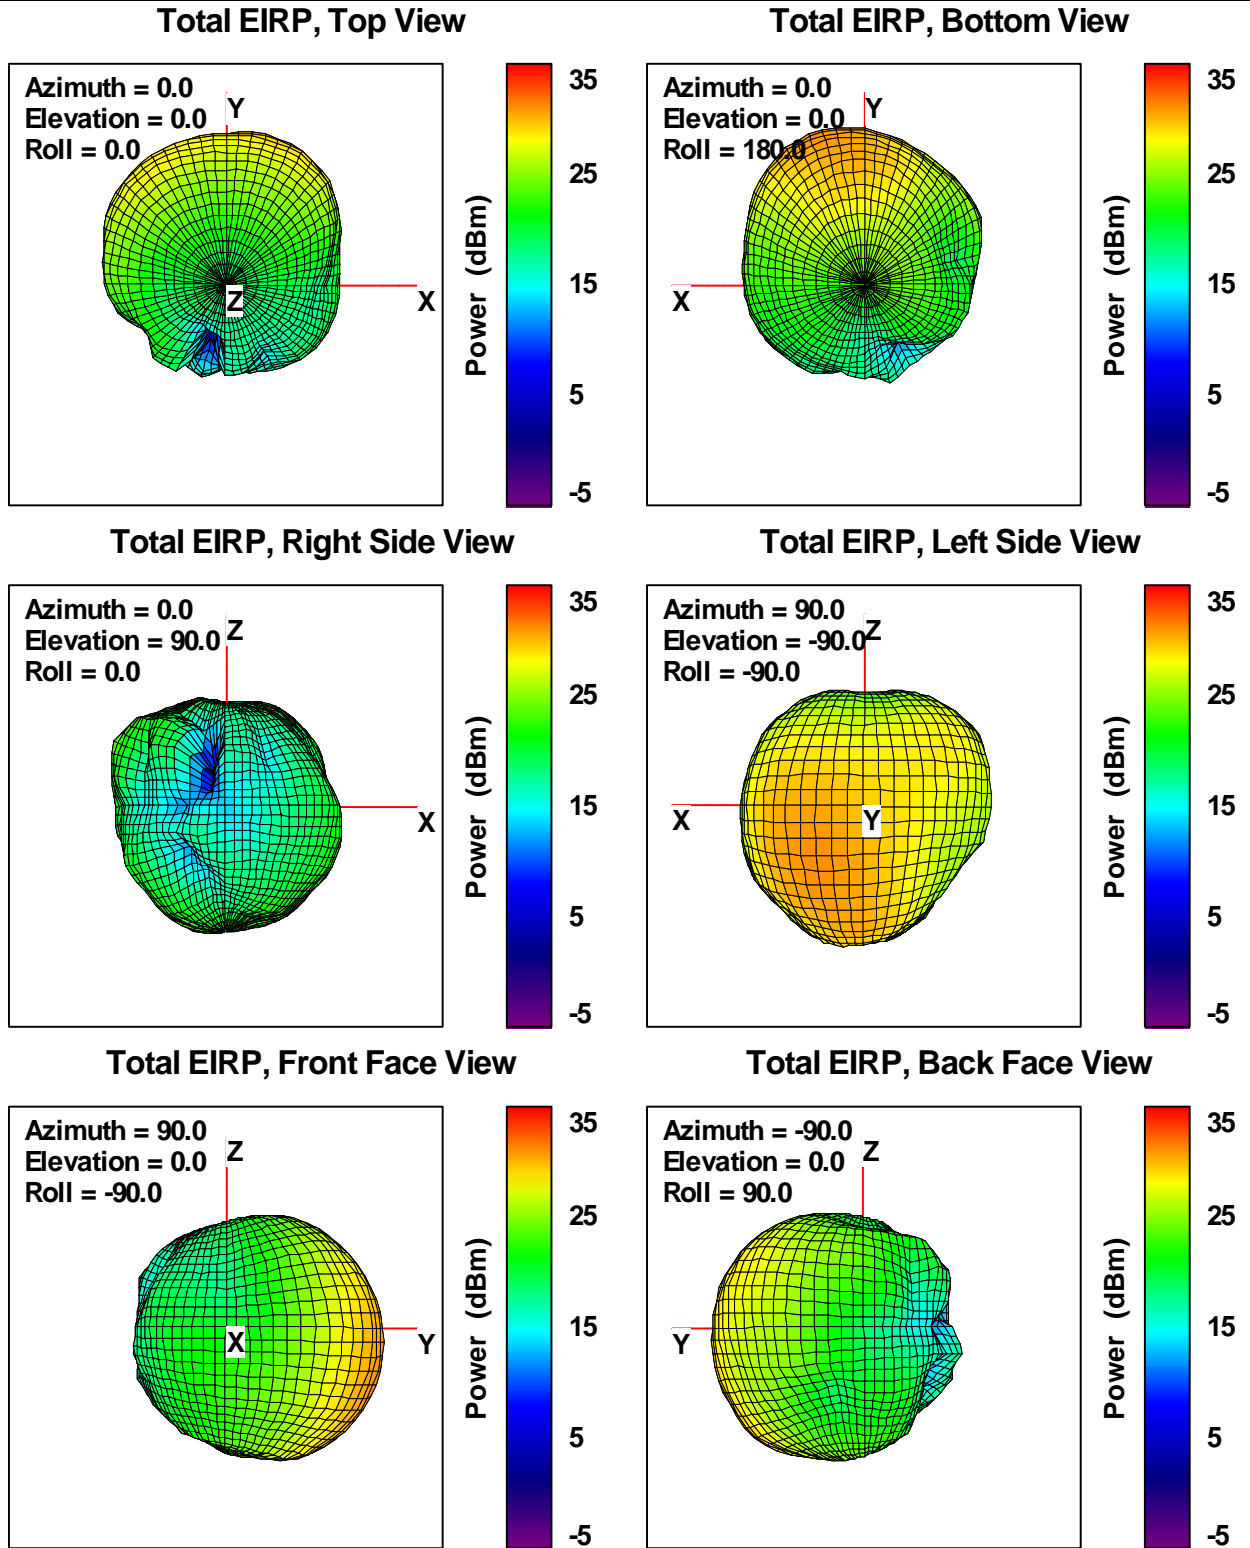 Total EIRP, Top View
Azimuth = 0.0
Elevation = 0.0
Roll = 0.0
Y
Z
X
Power (dBm)
35
25
15
5
-5
Total EIRP, Bottom View
Azimuth = 0.0
Elevation = 0.0
Roll = 180.0
Y
X
Power (dBm)
35
25
15
5
-5
Total EIRP, Right Side View
Azimuth = 0.0
Elevation = 90.0
Roll = 0.0
Z
X
Power (dBm)
35
25
15
5
-5
Total EIRP, Left Side View
Azimuth = 90.0
Elevation = -90.0
Roll = -90.0
Z
X
Y
Power (dBm)
35
25
15
5
-5
Total EIRP, Front Face View
Azimuth = 90.0
Elevation = 0.0
Roll = -90.0
Z
X
Y
Power (dBm)
35
25
15
5
-5
Total EIRP, Back Face View
Azimuth = -90.0
Elevation = 0.0
Roll = 90.0
Z
Y
Power (dBm)
35
25
15
5
-5